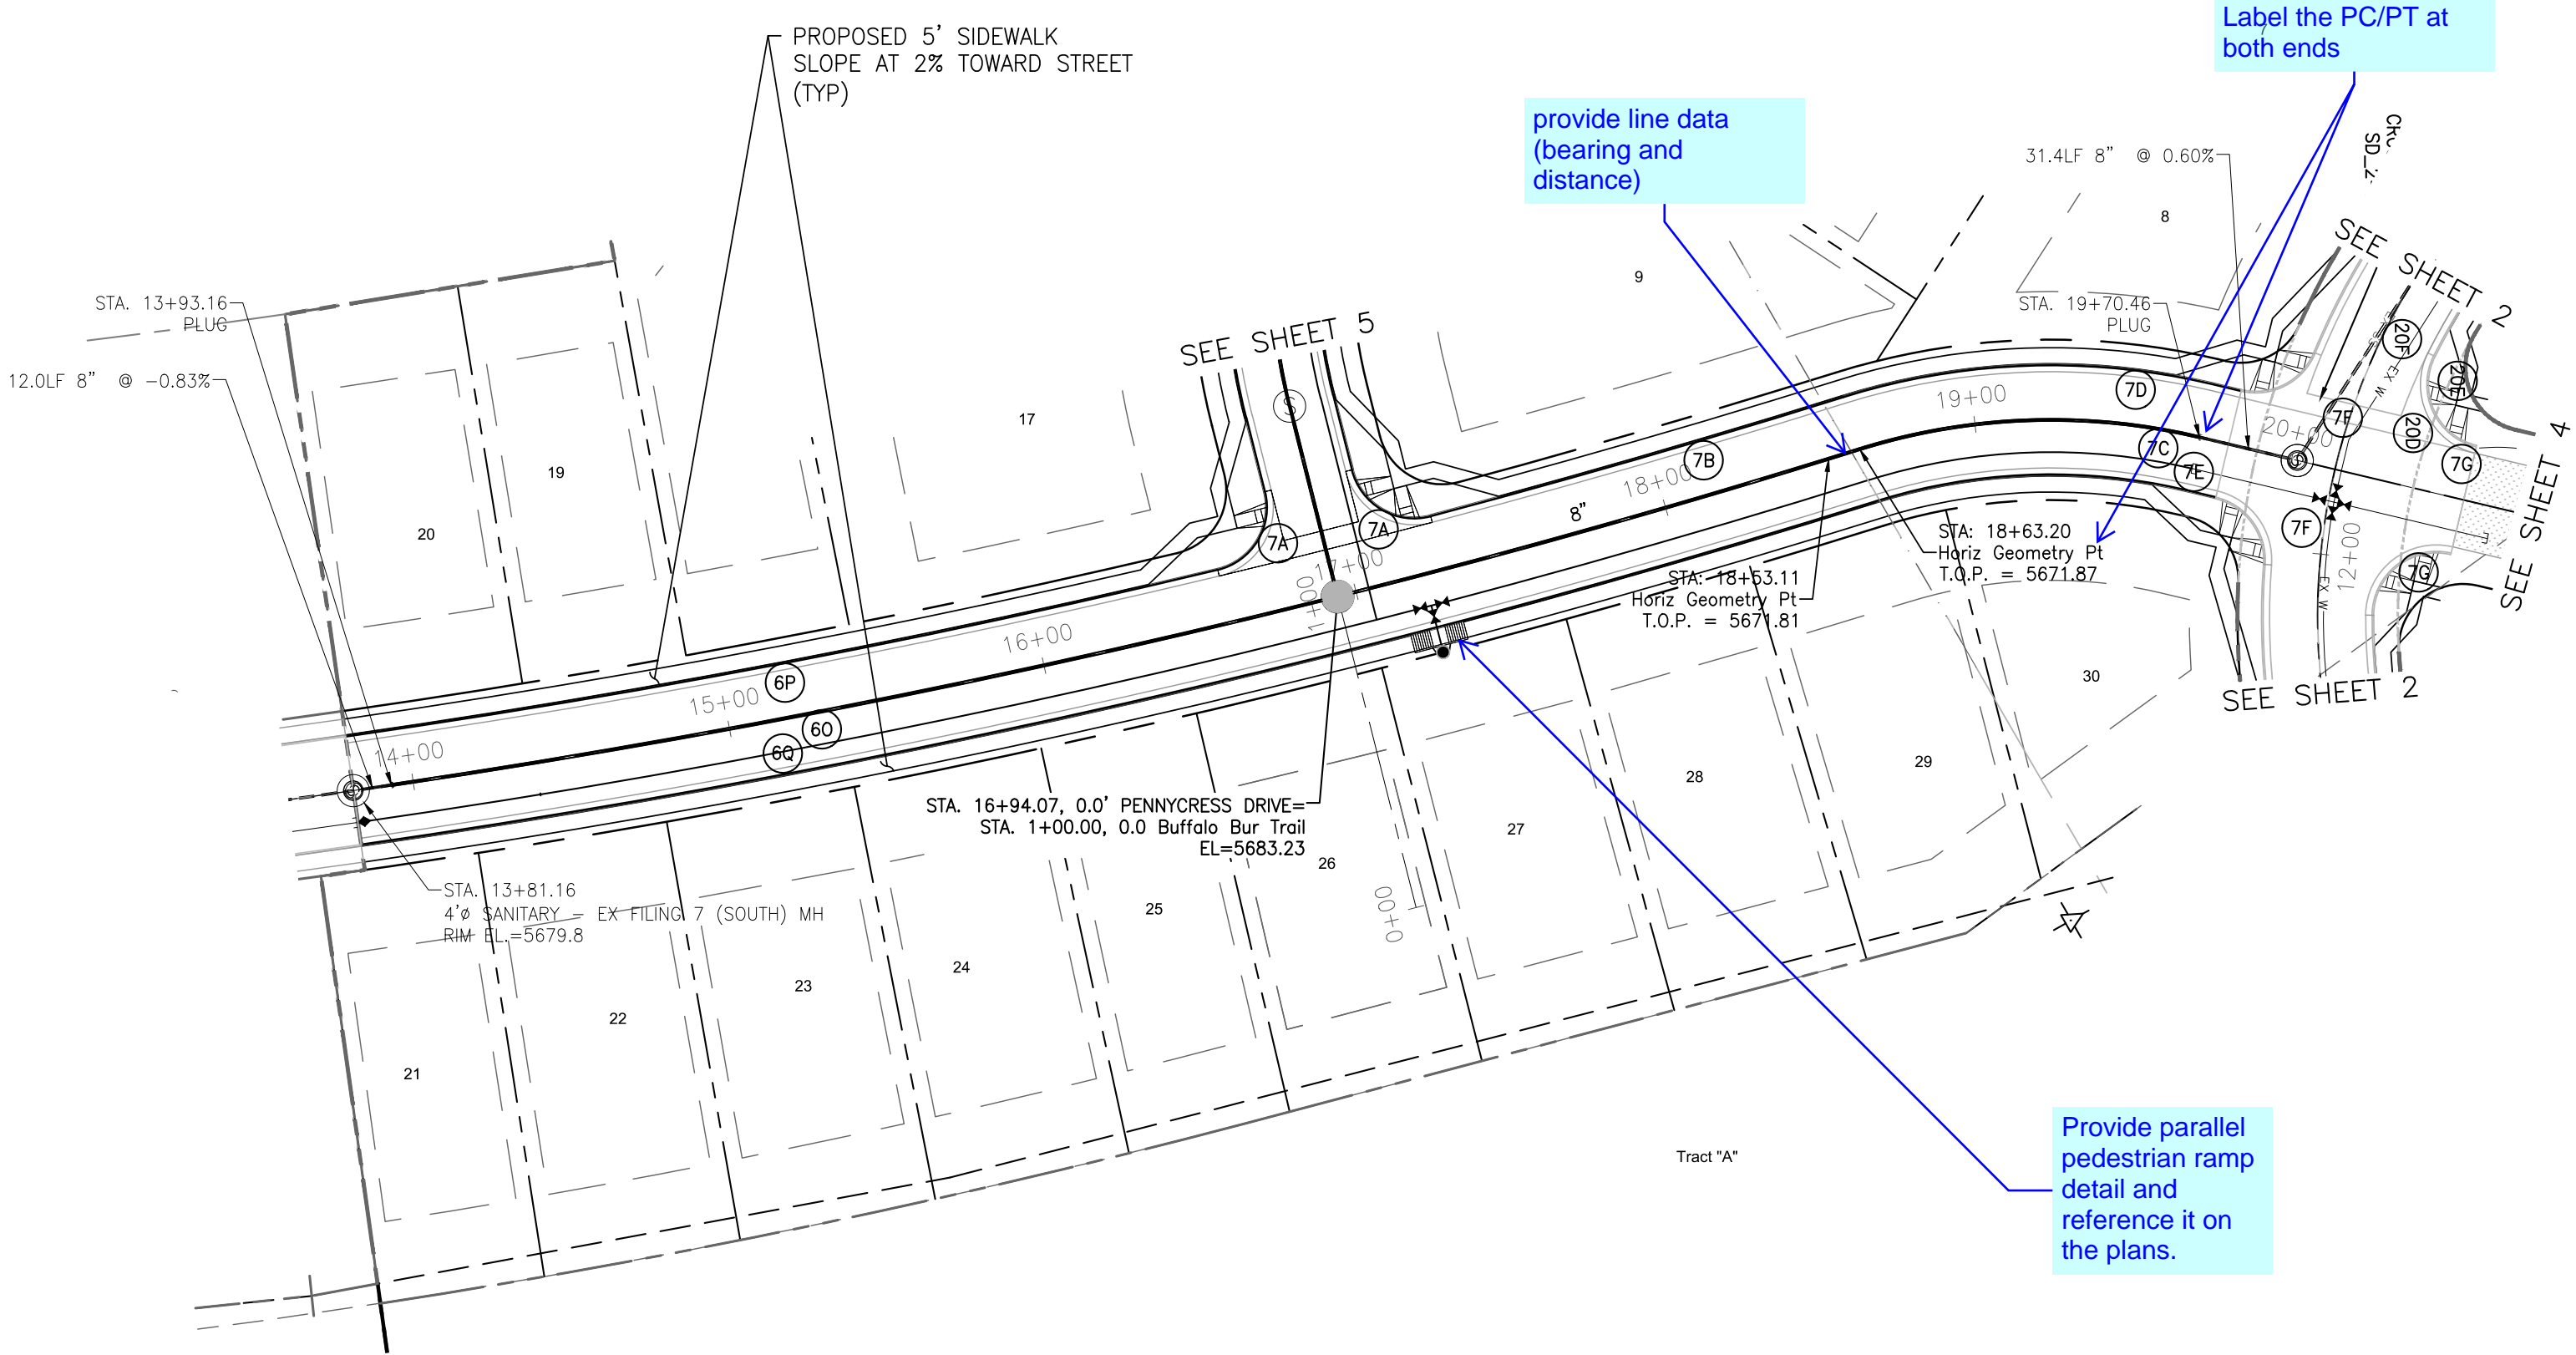 Label the PC/PT at
both ends
PROPOSED 5' SIDEWALK
SLOPE AT 2% TOWARD STREET
(TYP)
provide line data
(bearing and
distance)
31.4LF 8" @ 0.60%
8
9
SEE SHEET 2
STA. 19+70.46
PLUG
STA. 13+93.16
PLUG
12.0LF 8" @ -0.83%
SEE SHEET 5
20F
EX W
20E
7D
19+00
7F
20+00
20D
7C
7E
7G
SEE SHEET 4
S
17
19
20
7B
18+00
8"
7A
7A
7F
12+00
EX W
7G
STA: 18+63.20
Horiz Geometry Pt
T.O.P. = 5671.87
STA: 18+53.11
Horiz Geometry Pt
T.O.P. = 5671.81
17+00
1+00
16+00
6P
15+00
6O
6Q
14+00
30
SEE SHEET 2
29
28
27
26
25
24
23
22
21
STA. 16+94.07, 0.0' PENNYCRESS DRIVE=
STA. 1+00.00, 0.0 Buffalo Bur Trail
EL=5683.23
0+00
STA. 13+81.16
4'ø SANITARY - EX FILING 7 (SOUTH) MH
RIM EL.=5679.8
Tract "A"
Provide parallel
pedestrian ramp
detail and
reference it on
the plans.